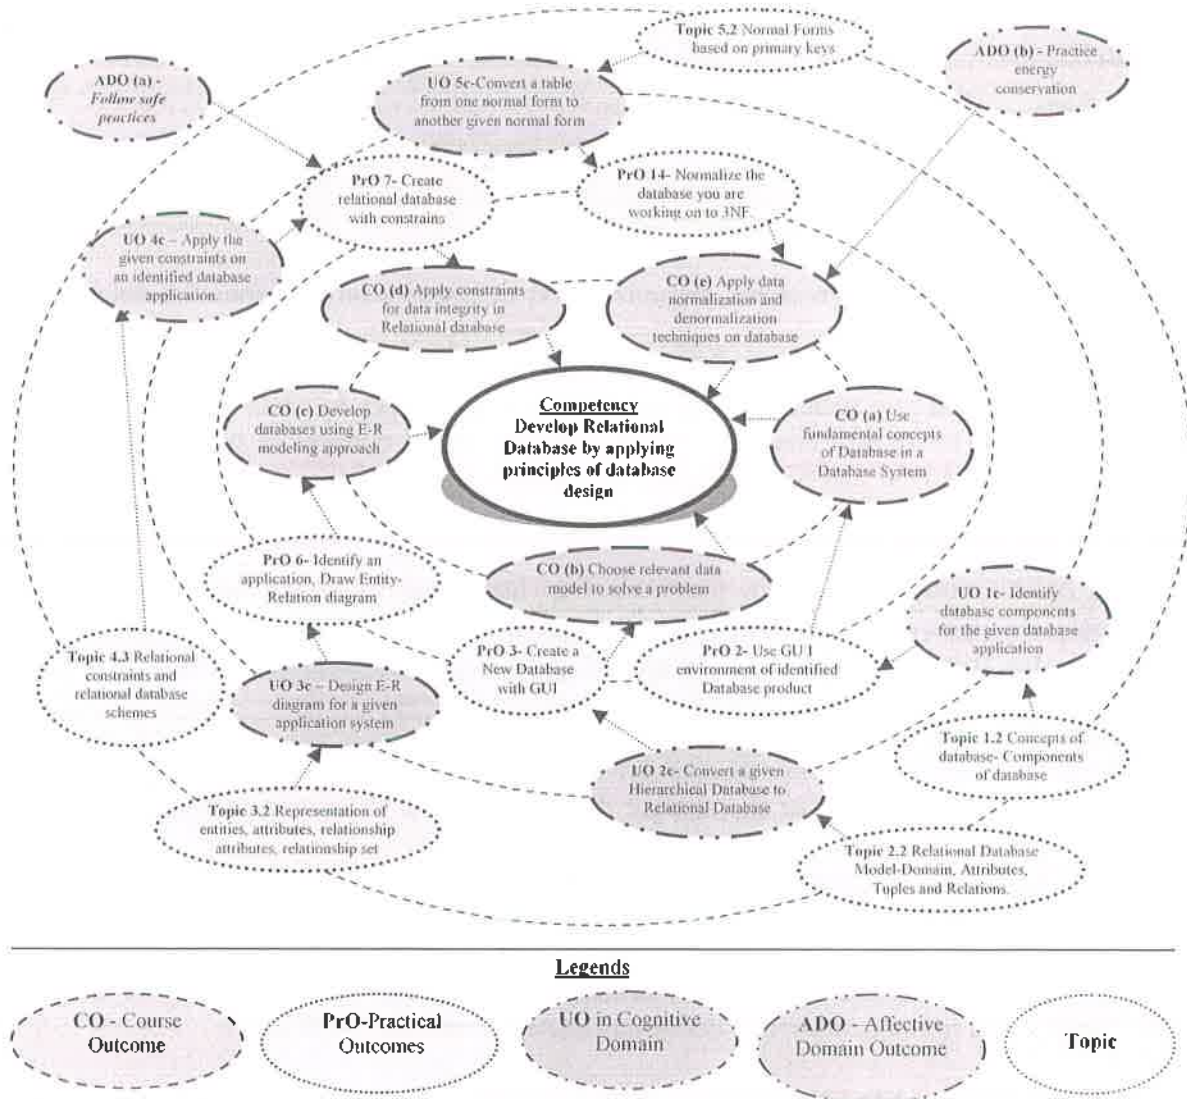 Topic 5.2 Normal Forms
based on primary keys
ADO (a) -
Follow safe
practices
UO 5c-Convert a table
from one normal form to
another given normal form
ADO (b) - Practice
energy
conservation
PrO 7- Create
relational database
with constrains
PrO 14- Normalize the
database you are
working on to 3NF
UO 4c – Apply the
given constraints on
an identified database
application.
CO (d) Apply constraints
for data integrity in
Relational database
CO (e) Apply data
normalization and
denormalization
techniques on database
CO (c) Develop
databases using E-R
modeling approach
Competency
Develop Relational
Database by applying
principles of database
design
CO (a) Use
fundamental concepts
of Database in a
Database System
PrO 6- Identify an
application, Draw Entity-
Relation diagram
CO (b) Choose relevant data
model to solve a problem
UO 1c- Identify
database components
for the given database
application
Topic 4.3 Relational
constraints and
relational database
schemes
UO 3c – Design E-R
diagram for a given
application system
PrO 3- Create a
New Database
with GUI
PrO 2- Use GU I
environment of identified
Database product
Topic 1.2 Concepts of
database- Components
of database
UO 2c- Convert a given
Hierarchical Database to
Relational Database
Topic 3.2 Representation of
entities, attributes, relationship
attributes, relationship set
Topic 2.2 Relational Database
Model-Domain, Attributes,
Tuples and Relations.
Legends
CO - Course
Outcome
PrO-Practical
Outcomes
UO in Cognitive
Domain
ADO - Affective
Domain Outcome
Topic